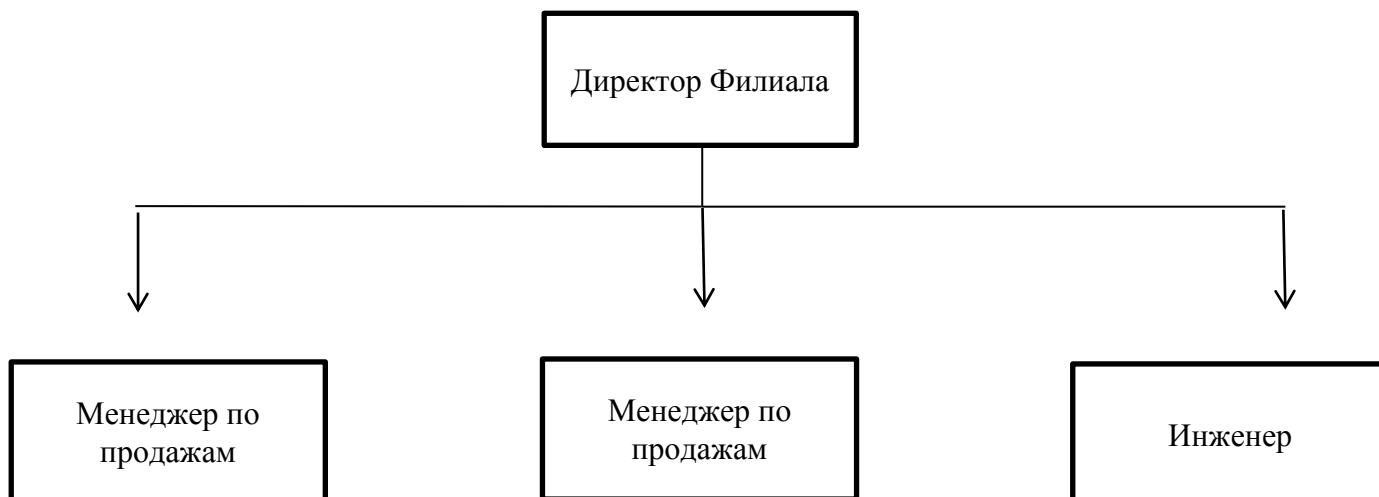 Директор Филиала
Менеджер по
продажам
Менеджер по
продажам
Инженер